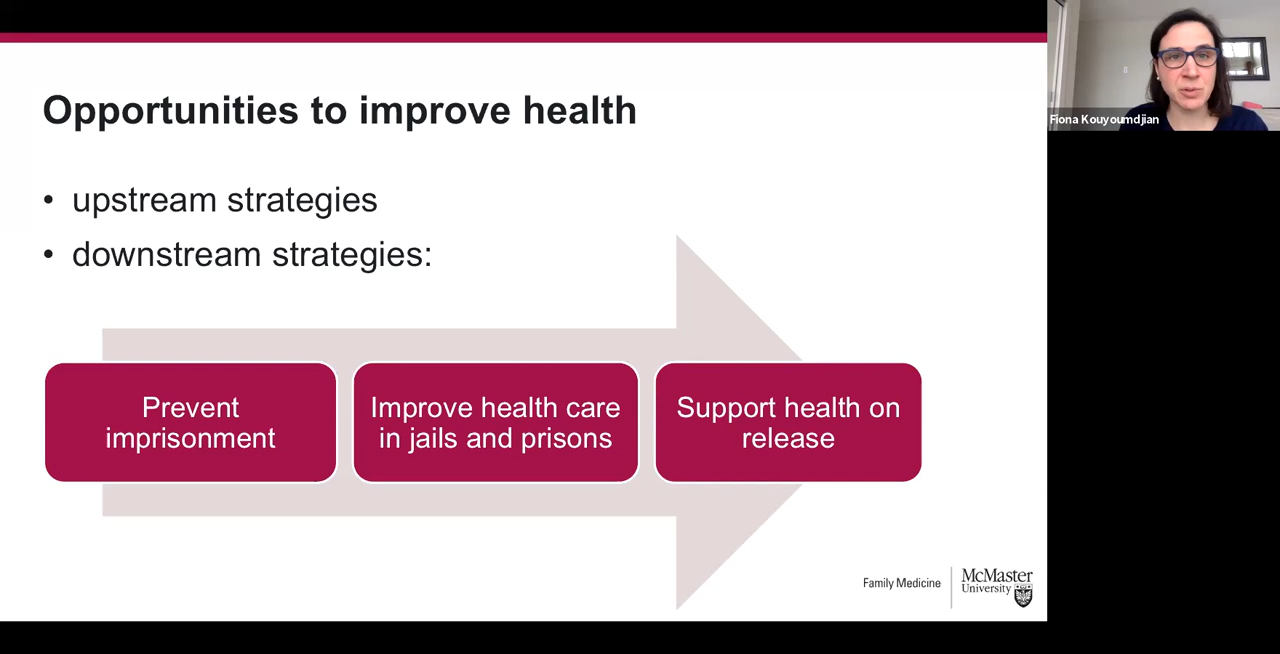 Opportunities to improve health
• upstream strategies
• downstream strategies:
Prevent
imprisonment
Improve health care
in jails and prisons
Support health on
release
Family Medicine
McMaster
University
Fiona Kouyoumdjian